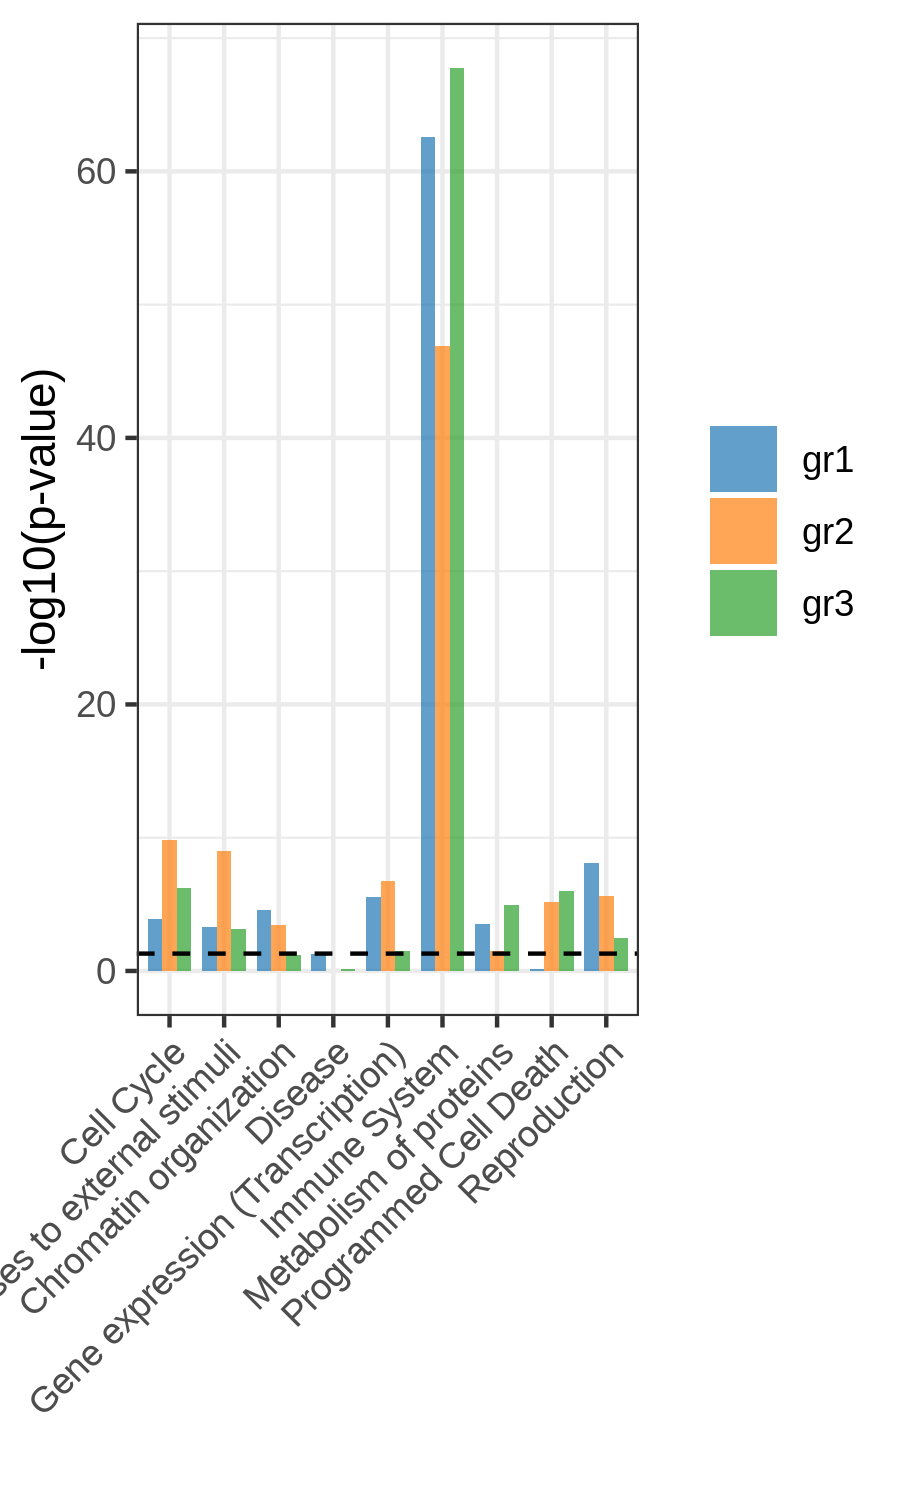 -log10(p-value)
60
40
20
0
Cell Cycle
to external stimuli
Chromatin organization
Disease
Gene expression (Transcription)
Immune System
Metabolism of proteins
Programmed Cell Death
Reproduction
gr1
gr2
gr3